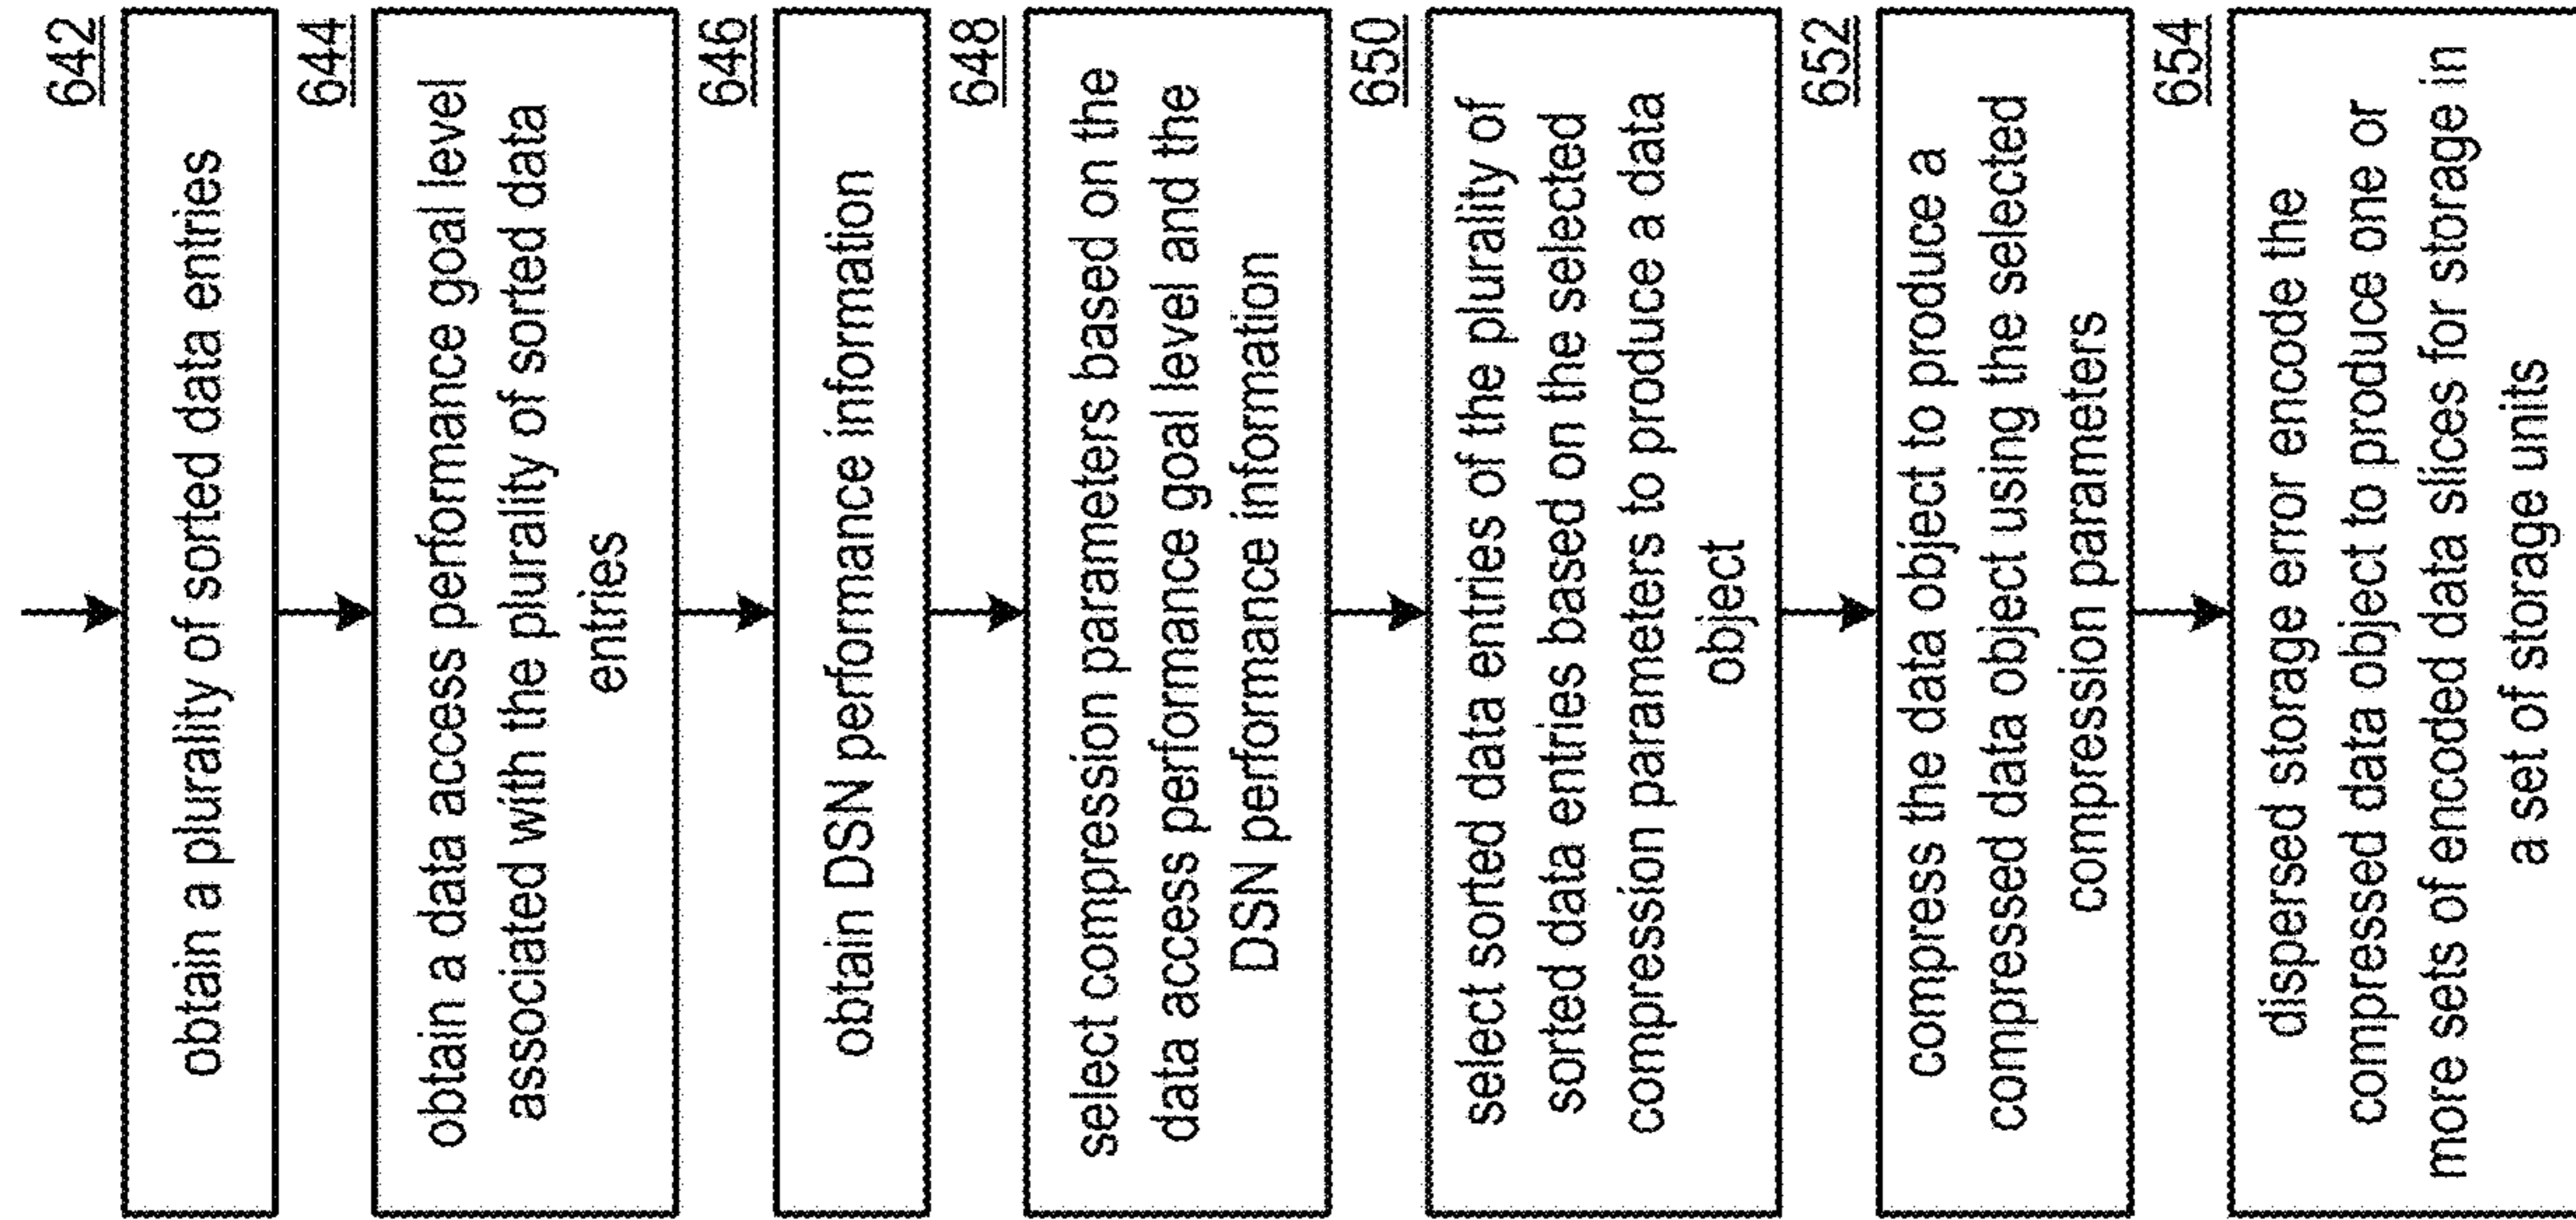 642
obtain a plurality of sorted data entries
644
obtain a data access performance goal level
associated with the plurality of sorted data
entries
646
obtain DSN performance information
648
select compression parameters based on the
data access performance goal level and the
DSN performance information
650
select sorted data entries of the plurality of
sorted data entries based on the selected
compression parameters to produce a data
object
652
compress the data object to produce a
compressed data object using the selected
compression parameters
654
dispersed storage error encode the
compressed data object to produce one or
more sets of encoded data slices for storage in
a set of storage units